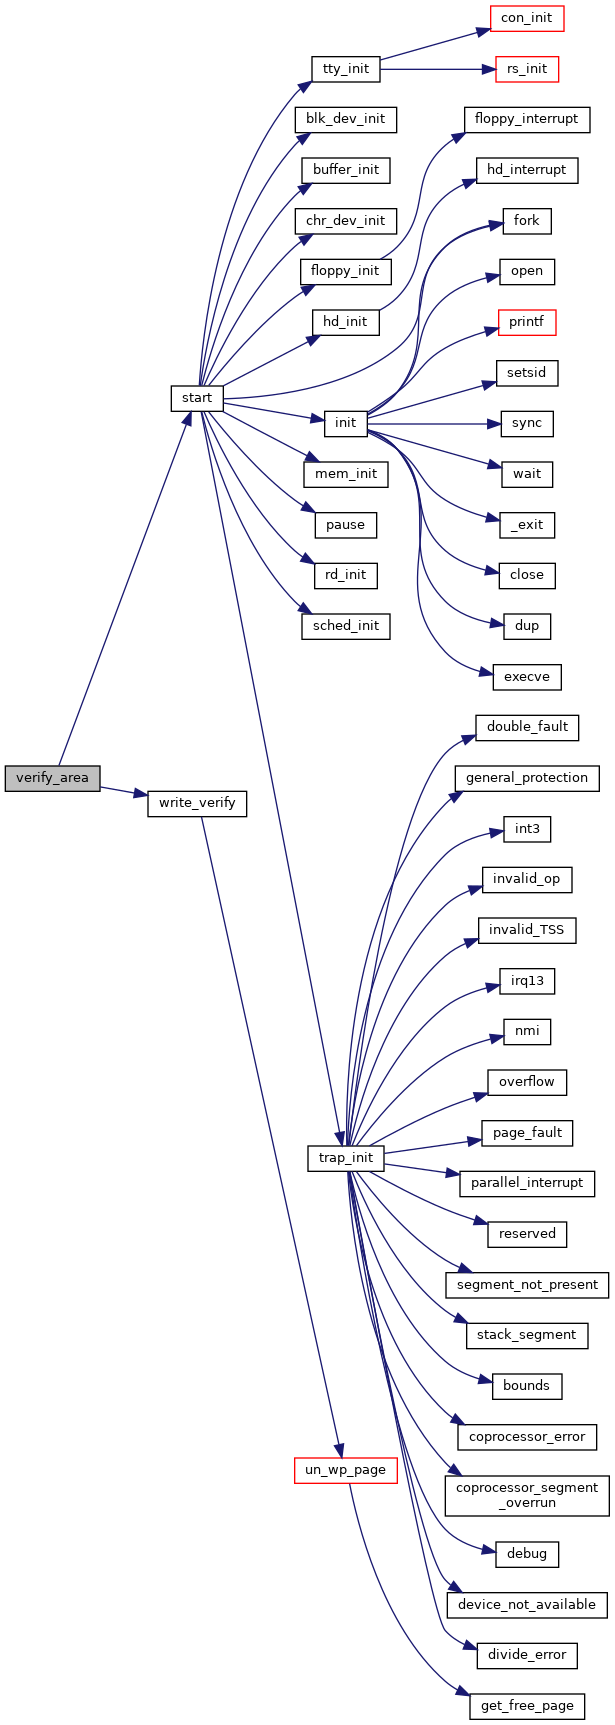 con_init
tty_init
rs_init
blk_dev_init
floppy_interrupt
buffer_init
hd_interrupt
chr_dev_init
fork
floppy_init
open
hd_init
printf
setsid
start
init
sync
mem_init
wait
pause
_exit
rd_init
close
sched_init
dup
execve
double_fault
verify_area
general_protection
write_verify
int3
invalid_op
invalid_TSS
irq13
nmi
overflow
page_fault
trap_init
parallel_interrupt
reserved
segment_not_present
stack_segment
bounds
coprocessor_error
un_wp_page
coprocessor_segment
_overrun
debug
device_not_available
divide_error
get_free_page